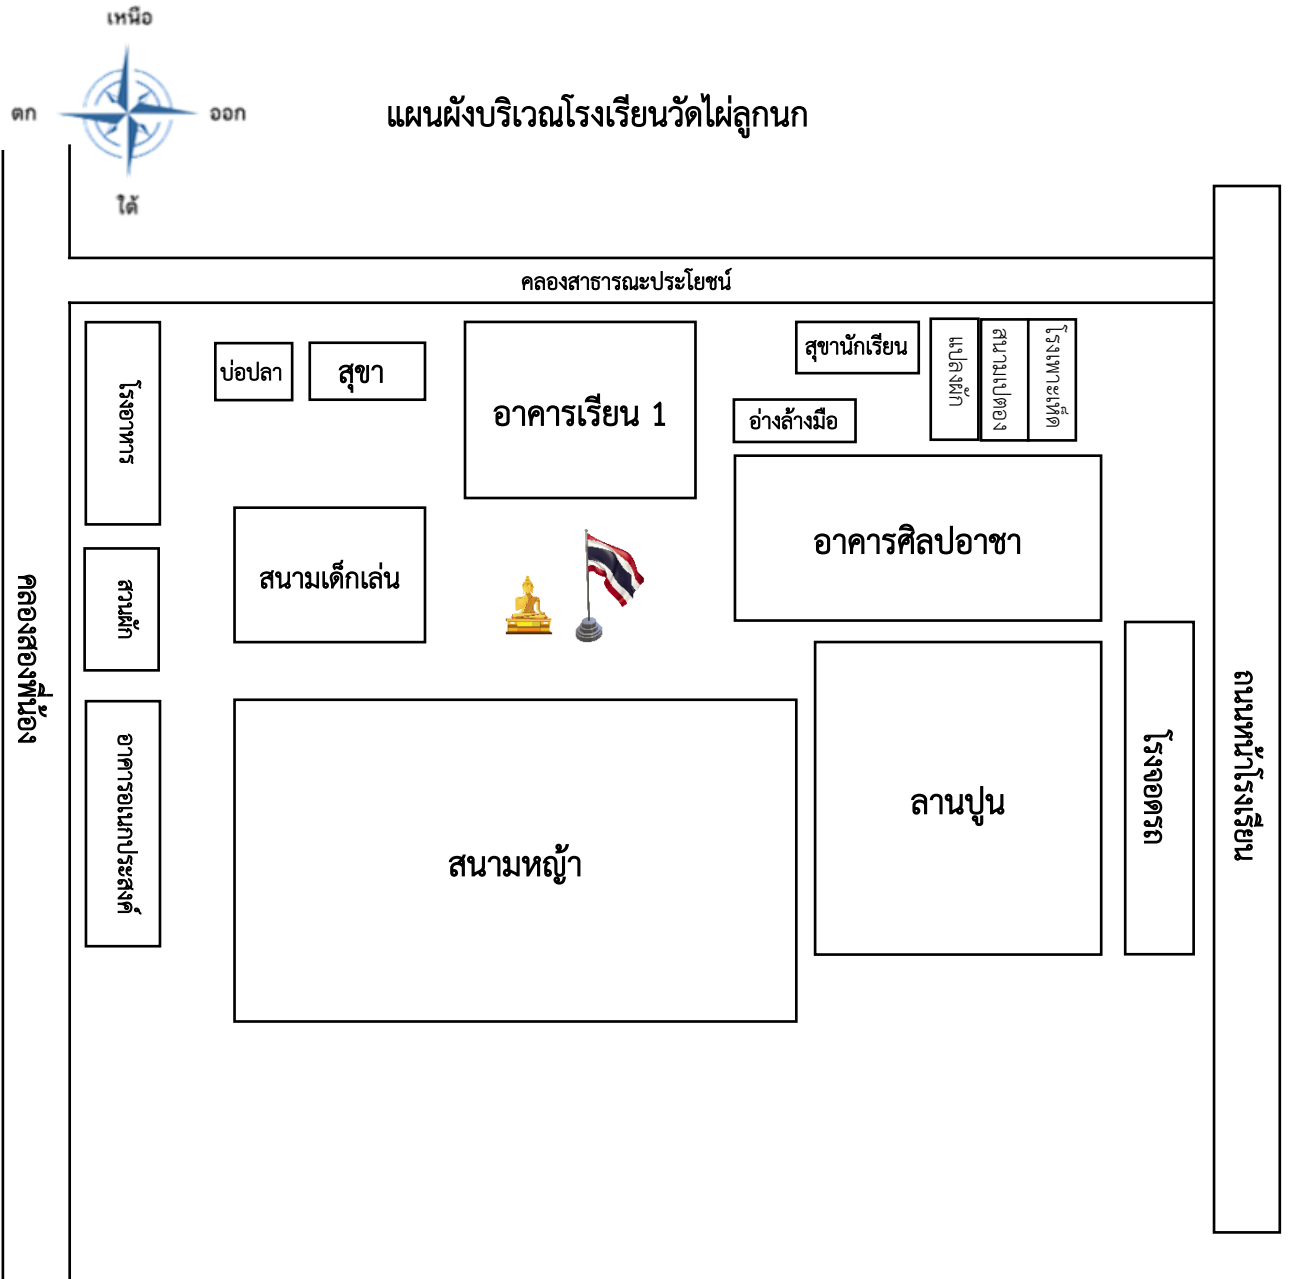 เหนือ
ตก
ออก
ใต้
แผนผังบริเวณโรงเรียนวัดไผ่ลูกนก
คลองสาธารณะประโยชน์
โรงอาหาร
บ่อปลา
สุขา
อาคารเรียน 1
สุขานักเรียน
อ่างล้างมือ
แปลงผัก
สนามเปตอง
โรงเพาะเห็ด
อาคารศิลปอาชา
สนามเด็กเล่น
สวนผัก
คลองสองพี่น้อง
อาคารอเนกประสงค์
สนามหญ้า
ลานปูน
โรงจอดรถ
ถนนหน้าโรงเรียน